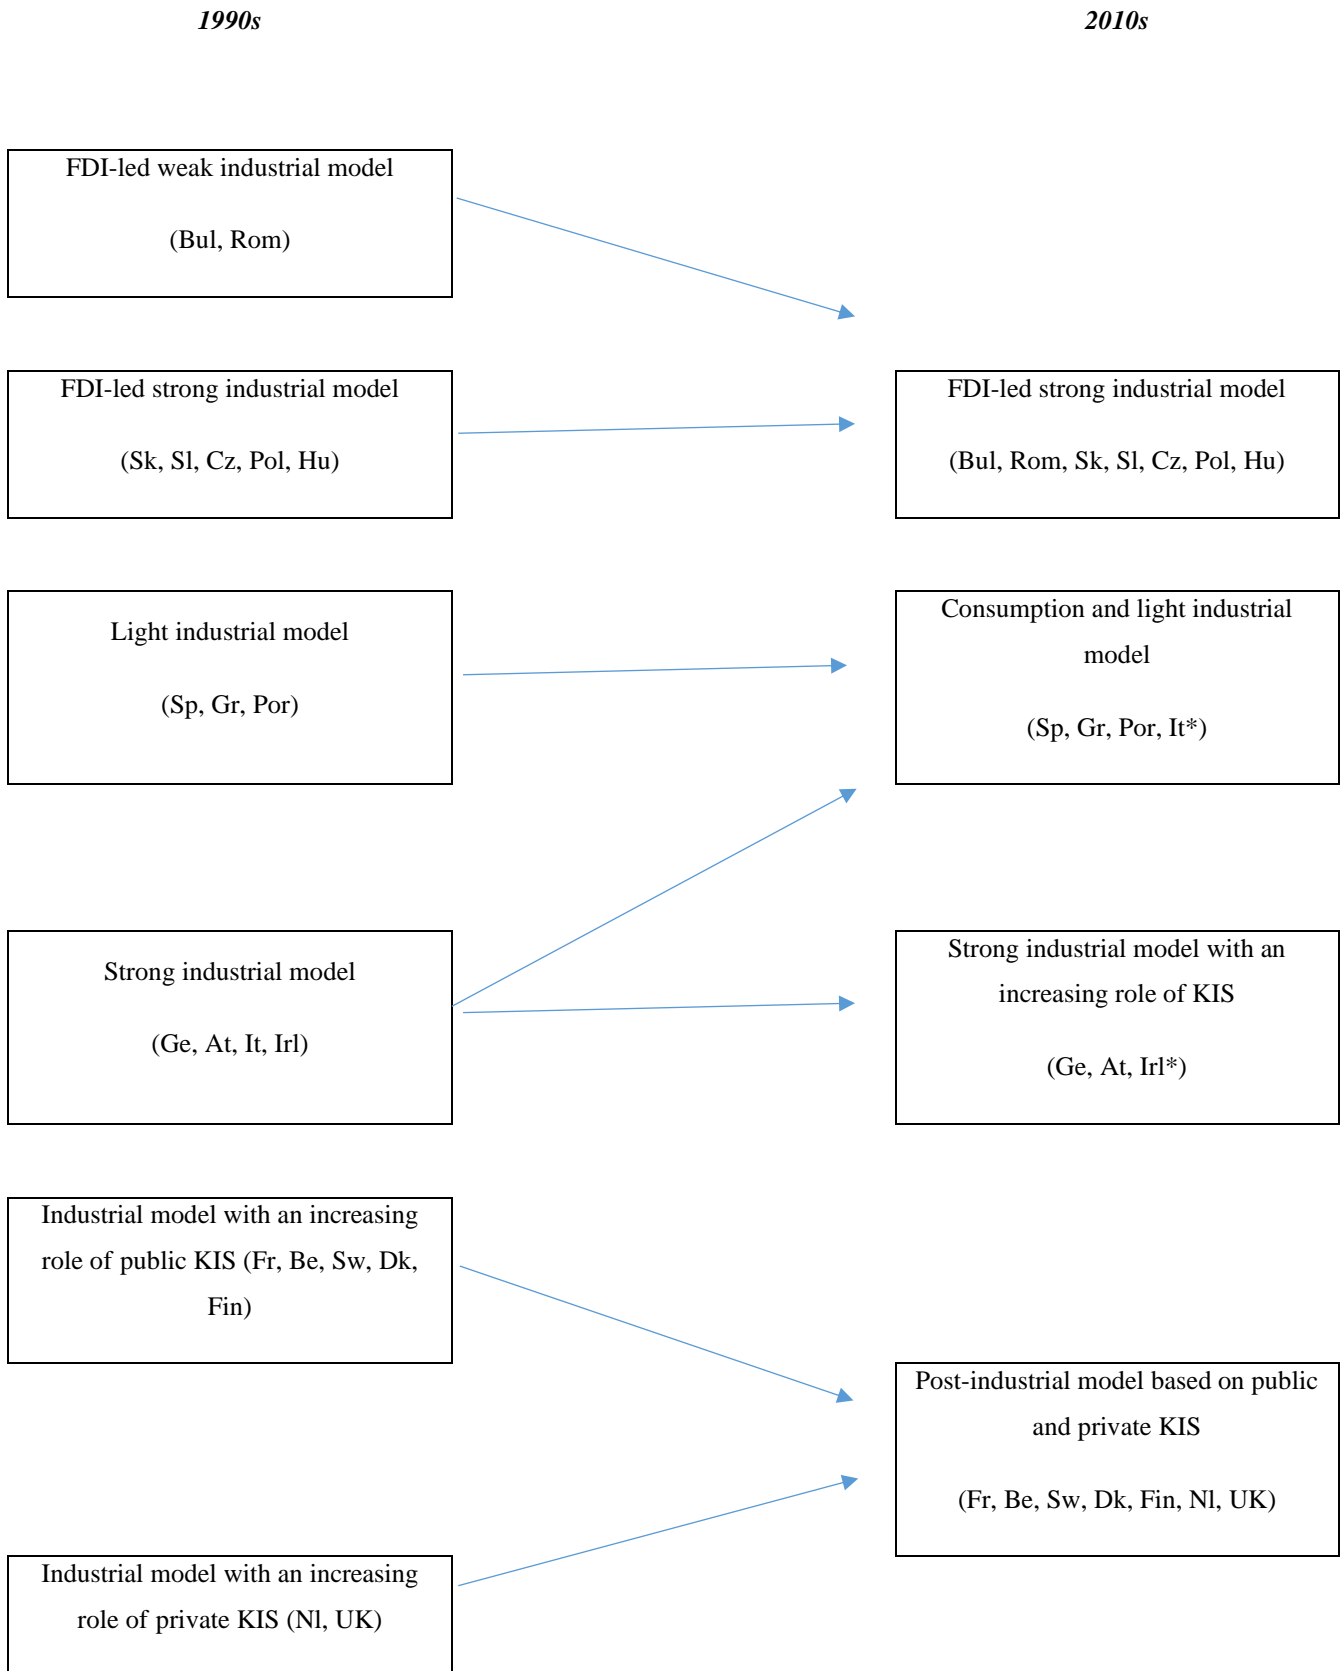 1990s
2010s
FDI-led weak industrial model
(Bul, Rom)
FDI-led strong industrial model
(Sk, Sl, Cz, Pol, Hu)
FDI-led strong industrial model
(Bul, Rom, Sk, Sl, Cz, Pol, Hu)
Light industrial model
(Sp, Gr, Por)
Consumption and light industrial
model
(Sp, Gr, Por, It*)
Strong industrial model
(Ge, At, It, Irl)
Strong industrial model with an
increasing role of KIS
(Ge, At, Irl*)
Industrial model with an increasing
role of public KIS (Fr, Be, Sw, Dk,
Fin)
Post-industrial model based on public
and private KIS
(Fr, Be, Sw, Dk, Fin, Nl, UK)
Industrial model with an increasing
role of private KIS (Nl, UK)